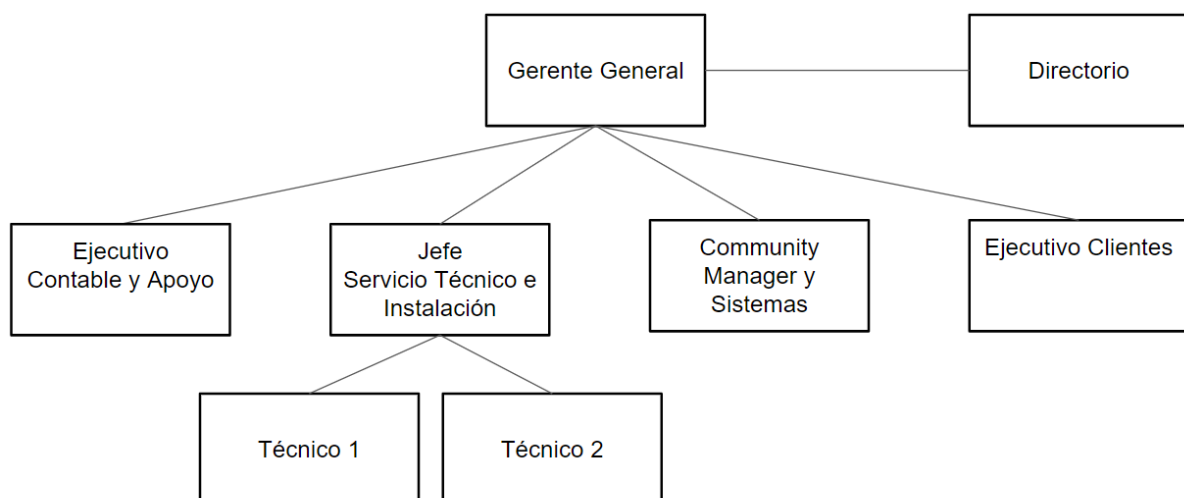 Gerente General
Directorio
Ejecutivo
Contable y Apoyo
Jefe
Servicio Técnico e
Instalación
Community
Manager y
Sistemas
Ejecutivo Clientes
Técnico 1
Técnico 2